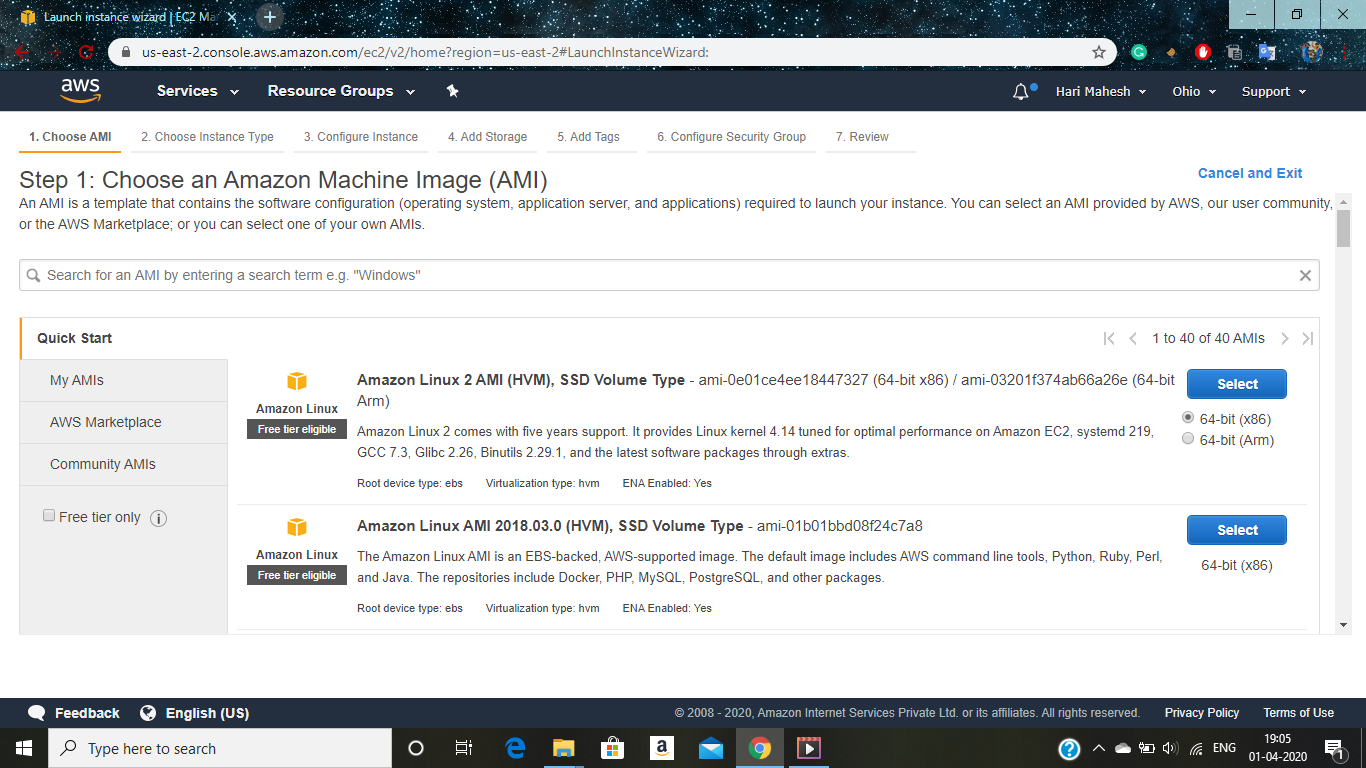 Launch instance wizard | EC2 Ma
us-east-2.console.aws.amazon.com/ec2/v2/home?region=us-east-2#LaunchInstanceWizard:
aws Services Resource Groups Hari Mahesh Ohio Support
1. Choose AMI 2. Choose Instance Type 3. Configure Instance 4. Add Storage 5. Add Tags 6. Configure Security Group 7. Review
Step 1: Choose an Amazon Machine Image (AMI)
Cancel and Exit
An AMI is a template that contains the software configuration (operating system, application server, and applications) required to launch your instance. You can select an AMI provided by AWS, our user community,
or the AWS Marketplace; or you can select one of your own AMIs.
Search for an AMI by entering a search term e.g. "Windows"
Quick Start
My AMIs
AWS Marketplace
Community AMIs
Free tier only
1 to 40 of 40 AMIs
Amazon Linux
Free tier eligible
Amazon Linux 2 AMI (HVM), SSD Volume Type - ami-0e01ce4ee18447327 (64-bit x86) / ami-03201f374ab66a26e (64-bit
Arm)
Amazon Linux 2 comes with five years support. It provides Linux kernel 4.14 tuned for optimal performance on Amazon EC2, systemd 219,
GCC 7.3, Glibc 2.26, Binutils 2.29.1, and the latest software packages through extras.
Root device type: ebs Virtualization type: hvm ENA Enabled: Yes
Select
64-bit (x86)
64-bit (Arm)
Amazon Linux
Free tier eligible
Amazon Linux AMI 2018.03.0 (HVM), SSD Volume Type - ami-01b01bbd08f24c7a8
The Amazon Linux AMI is an EBS-backed, AWS-supported image. The default image includes AWS command line tools, Python, Ruby, Perl,
and Java. The repositories include Docker, PHP, MySQL, PostgreSQL, and other packages.
Root device type: ebs Virtualization type: hvm ENA Enabled: Yes
Select
64-bit (x86)
Feedback English (US) © 2008 - 2020, Amazon Internet Services Private Ltd. or its affiliates. All rights reserved. Privacy Policy Terms of Use
Type here to search
ENG
19:05
01-04-2020
1